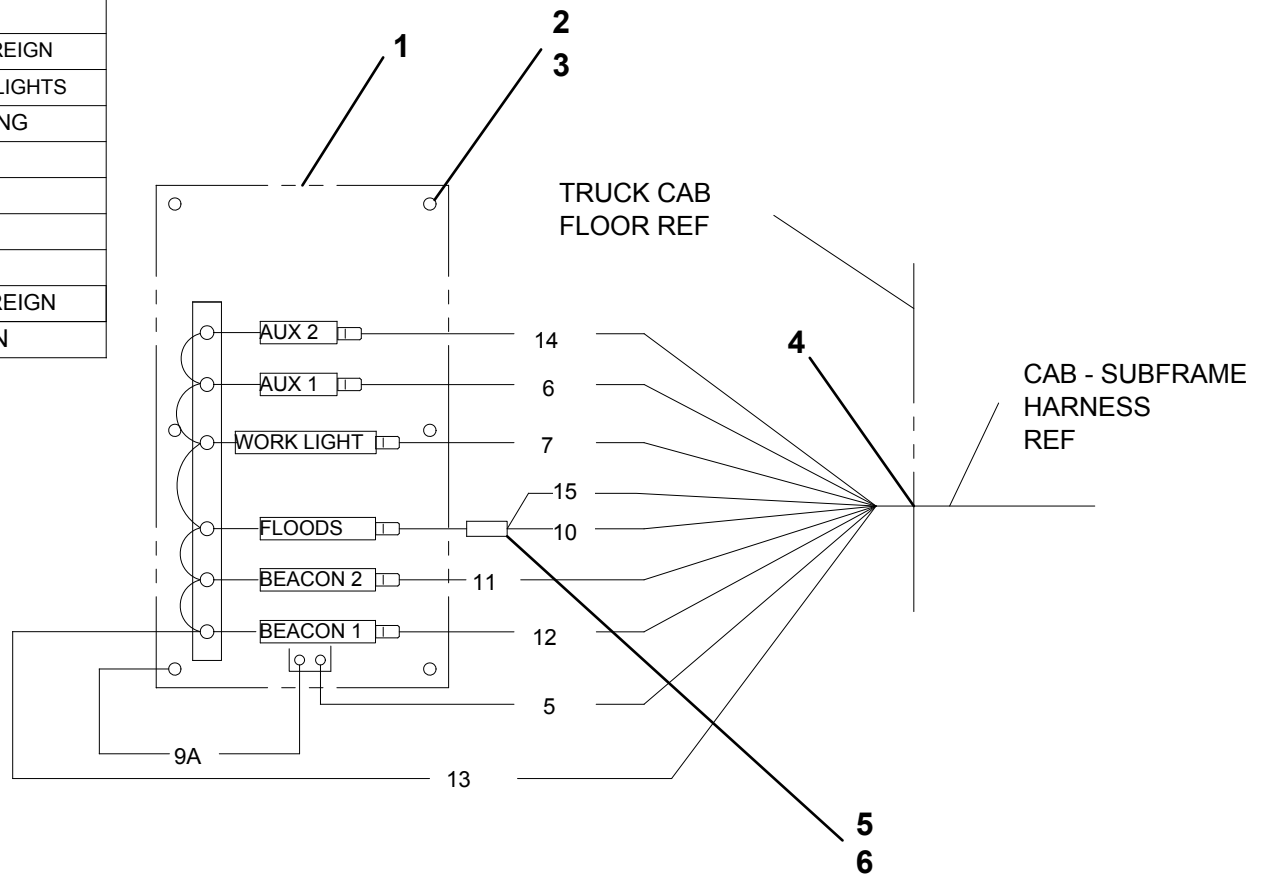 REIGN
LIGHTS
NG
REIGN
N
1
2
3
TRUCK CAB
FLOOR REF
4
CAB - SUBFRAME
HARNESS
REF
AUX 2
14
AUX 1
6
WORK LIGHT
7
15
FLOODS
10
BEACON 2
11
BEACON 1
12
5
9A
13
5
6